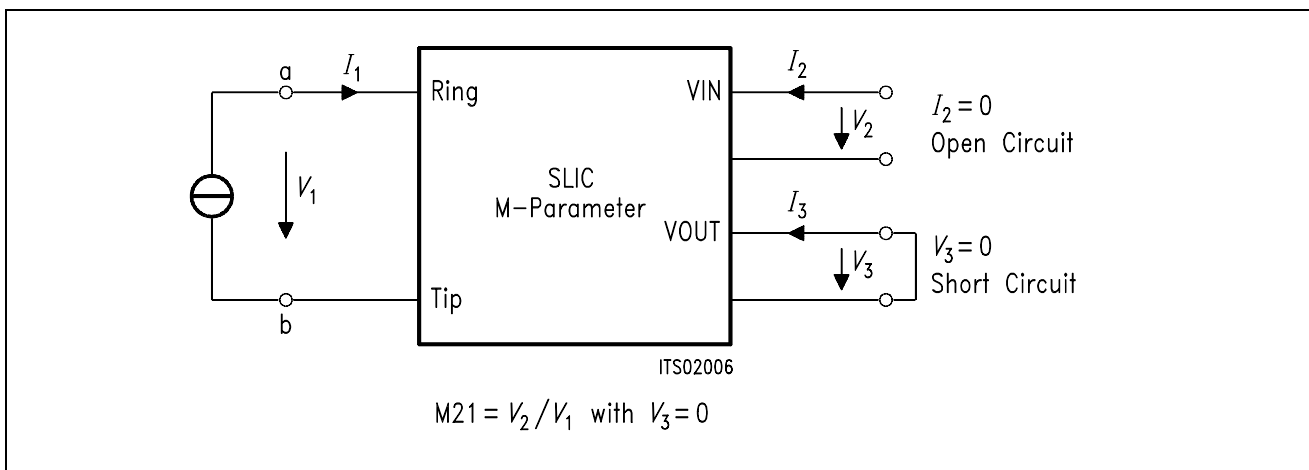 a
I1
Ring
VIN
I2
V2
I2 = 0
Open Circuit
V1
SLIC
M-Parameter
VOUT
I3
V3
V3 = 0
Short Circuit
Tip
b
ITS02006
M21 = V2/V1 with V3 = 0